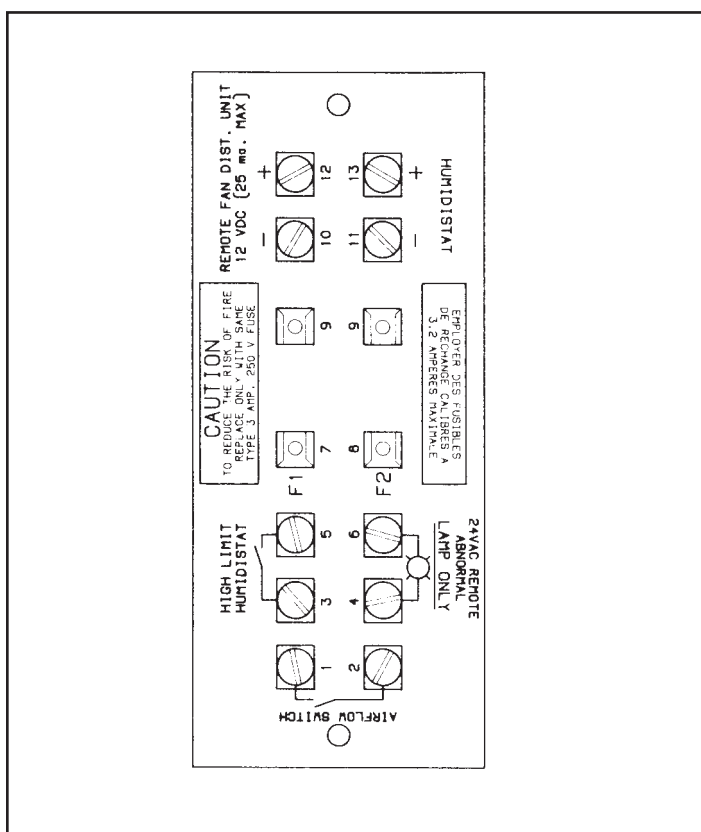 REMOTE FAN DIST. UNIT
12 VDC (25 ma. MAX)
+
-
12
10
13
11
+
-
HUMIDISTAT
CAUTION
TO REDUCE THE RISK OF FIRE
REPLACE ONLY WITH SAME
TYPE 3 AMP. 250 V FUSE
9
7
F1
9
8
F2
EMPLOYER DES FUSIBLES
DE RECHANGE CALIBRES A
3.2 AMPERES MAXIMALE
HIGH LIMIT
HUMIDISTAT
5
3
6
4
24VAC REMOTE
ABNORMAL
LAMP ONLY
1
2
AIRFLOW SWITCH